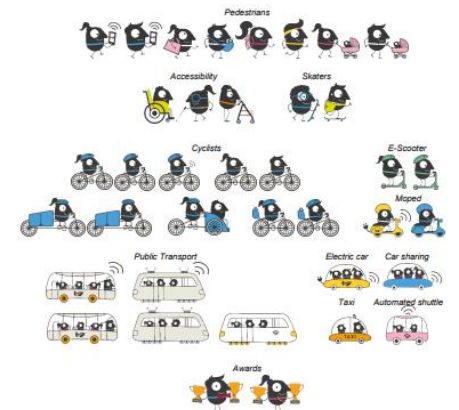 Pedestrians
Accessibility
Skaters
Cyclists
E-Scooter
Moped
Public Transport
Electric car
Car sharing
Taxi
Automated shuttle
TAXI
Awards